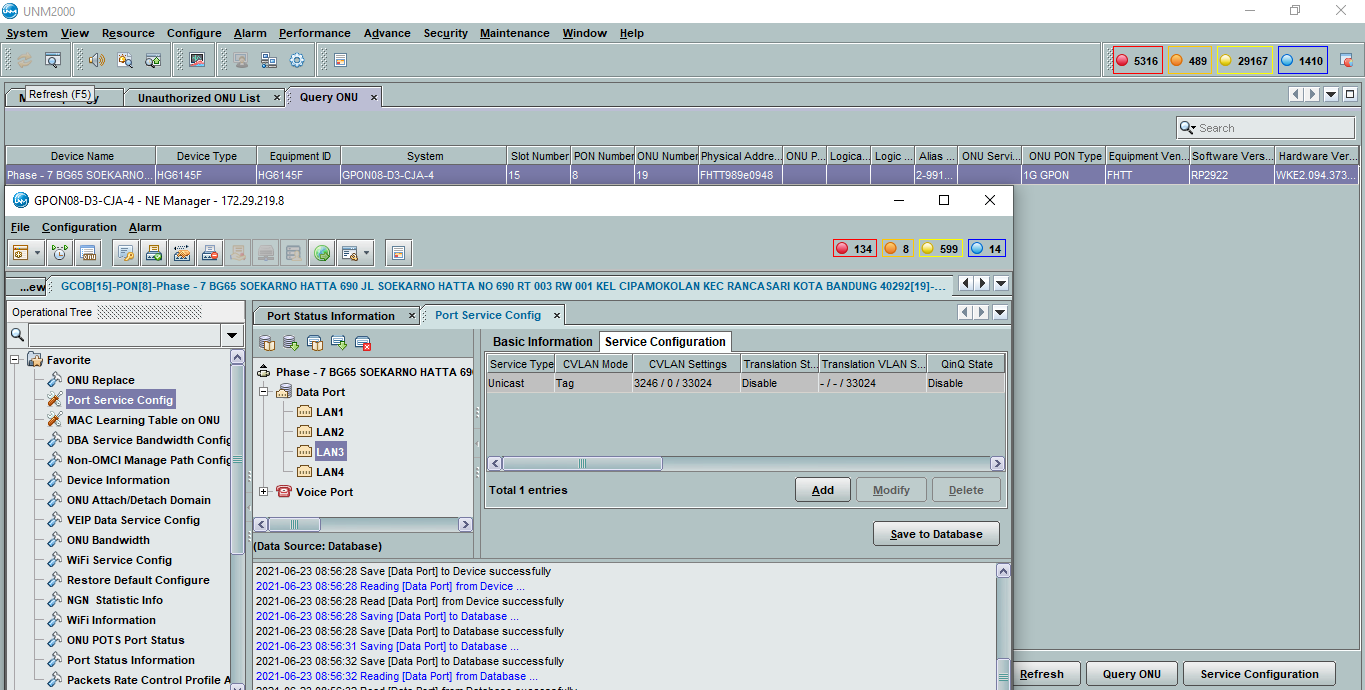 UNM2000
System View Resource Configure Alarm Performance Advance Security Maintenance Window Help
5316 489 29167 1410
Refresh (F5)
Unauthorized ONU List × Query ONU ×
Search
Device Name Device Type Equipment ID System Slot Number PON Number ONU Number Physical Addre... ONU P... Logica... Logic ... Alias ... ONU Servi... ONU PON Type Equipment Ven... Software Vers... Hardware Ver...
Phase - 7 BG65 SOEKARNO... HG6145F HG6145F GPON08-D3-CJA-4 15 8 19 FHTT989e0948 2-991... 1G GPON FHTT RP2922 WKE2.094.373...
GPON08-D3-CJA-4 - NE Manager - 172.29.219.8
File Configuration Alarm
134 8 599 14
...ew GCOB[15]-PON[8]-Phase - 7 BG65 SOEKARNO HATTA 690 JL SOEKARNO HATTA NO 690 RT 003 RW 001 KEL CIPAMOKOLAN KEC RANCASARI KOTA BANDUNG 40292[19]-...
Operational Tree
Favorite
ONU Replace
Port Service Config
MAC Learning Table on ONU
DBA Service Bandwidth Config
Non-OMCI Manage Path Config
Device Information
ONU Attach/Detach Domain
VEIP Data Service Config
ONU Bandwidth
WiFi Service Config
Restore Default Configure
NGN Statistic Info
WiFi Information
ONU POTS Port Status
Port Status Information
Packets Rate Control Profile A
Port Status Information × Port Service Config ×
Phase - 7 BG65 SOEKARNO HATTA 690
Data Port
LAN1
LAN2
LAN3
LAN4
Voice Port
(Data Source: Database)
Basic Information Service Configuration
Service Type CVLAN Mode CVLAN Settings Translation St... Translation VLAN S... QinQ State
Unicast Tag 3246 / 0 / 33024 Disable - / - / 33024 Disable
Total 1 entries Add Modify Delete
Save to Database
2021-06-23 08:56:28 Save [Data Port] to Device successfully
2021-06-23 08:56:28 Reading [Data Port] from Device ...
2021-06-23 08:56:28 Read [Data Port] from Device successfully
2021-06-23 08:56:28 Saving [Data Port] to Database ...
2021-06-23 08:56:28 Save [Data Port] to Database successfully
2021-06-23 08:56:31 Saving [Data Port] to Database ...
2021-06-23 08:56:32 Save [Data Port] to Database successfully
2021-06-23 08:56:32 Reading [Data Port] from Database ...
2021-06-23 08:56:32 Read [Data Port] from Database successfully
Refresh Query ONU Service Configuration